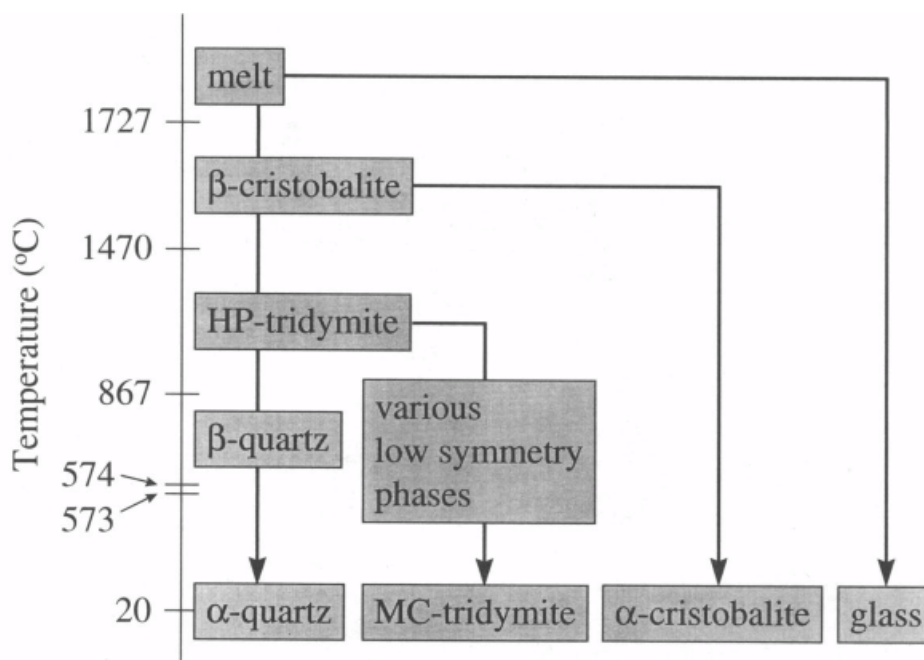 melt
1727
β-cristobalite
1470
HP-tridymite
867
various
β-quartz
low symmetry
phases
574
573
20
α-quartz
MC-tridymite
α-cristobalite
glass
Temperature (°C)